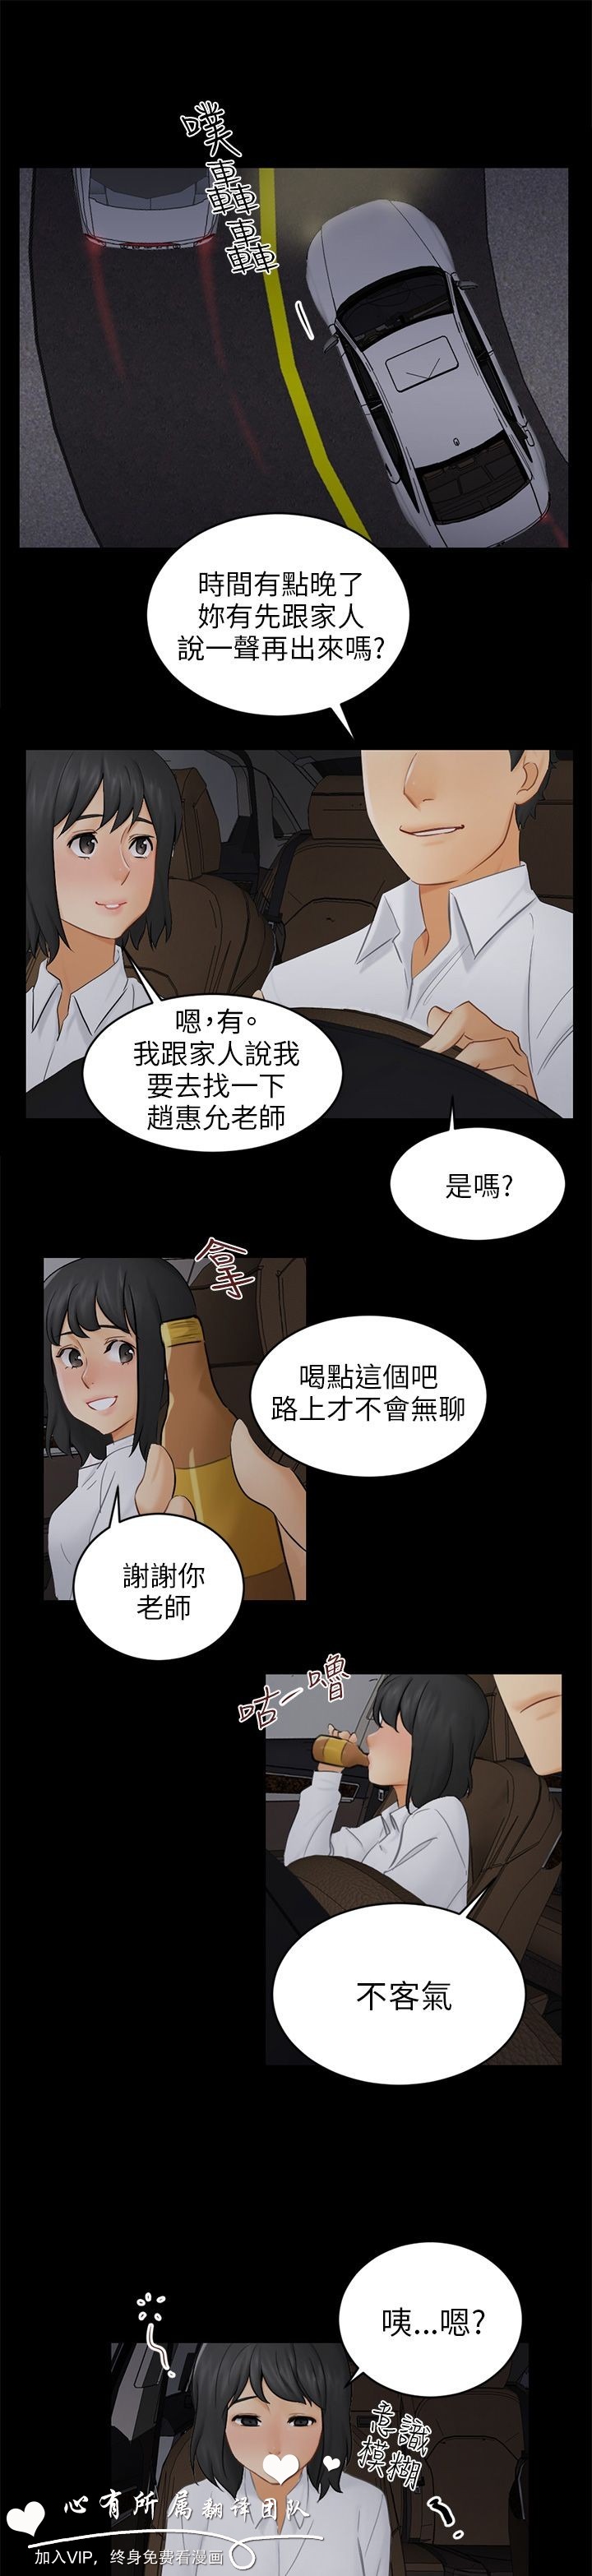 噗
轟轟
時間有點晚了
妳有先跟家人
說一聲再出來嗎?
嗯，有。
我跟家人說我
要去找一下
趙惠允老師
是嗎?
拿
喝點這個吧
路上才不會無聊
謝謝你
老師
咕-嚕
不客氣
咦…嗯?
意識
模糊
心有所属翻译团队
加入VIP，终身免费看漫画